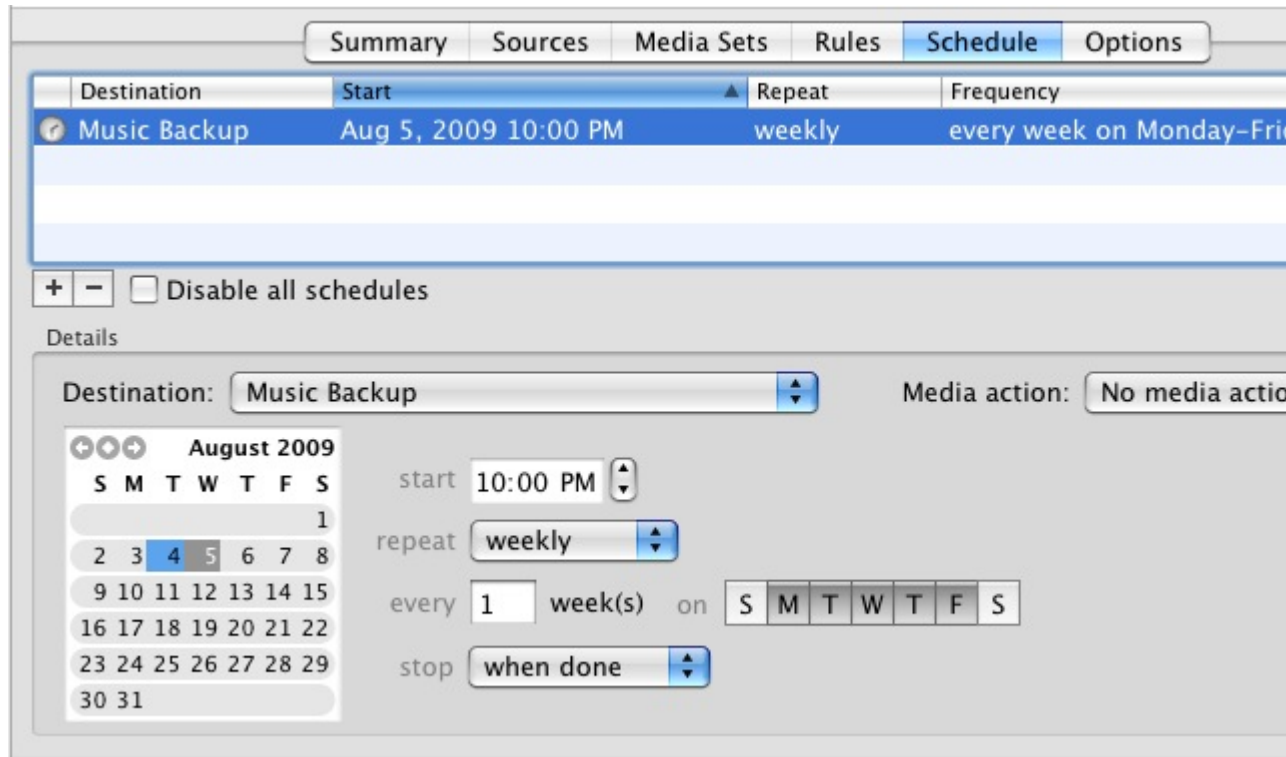 Summary Sources Media Sets Rules Schedule Options
Destination Start Repeat Frequency
Music Backup Aug 5, 2009 10:00 PM weekly every week on Monday-Fri
+ - Disable all schedules
Details
Destination: Music Backup Media action: No media actio
August 2009
S M T W T F S
1
2 3 4 5 6 7 8
9 10 11 12 13 14 15
16 17 18 19 20 21 22
23 24 25 26 27 28 29
30 31
start 10:00 PM
repeat weekly
every 1 week(s) on S M T W T F S
stop when done